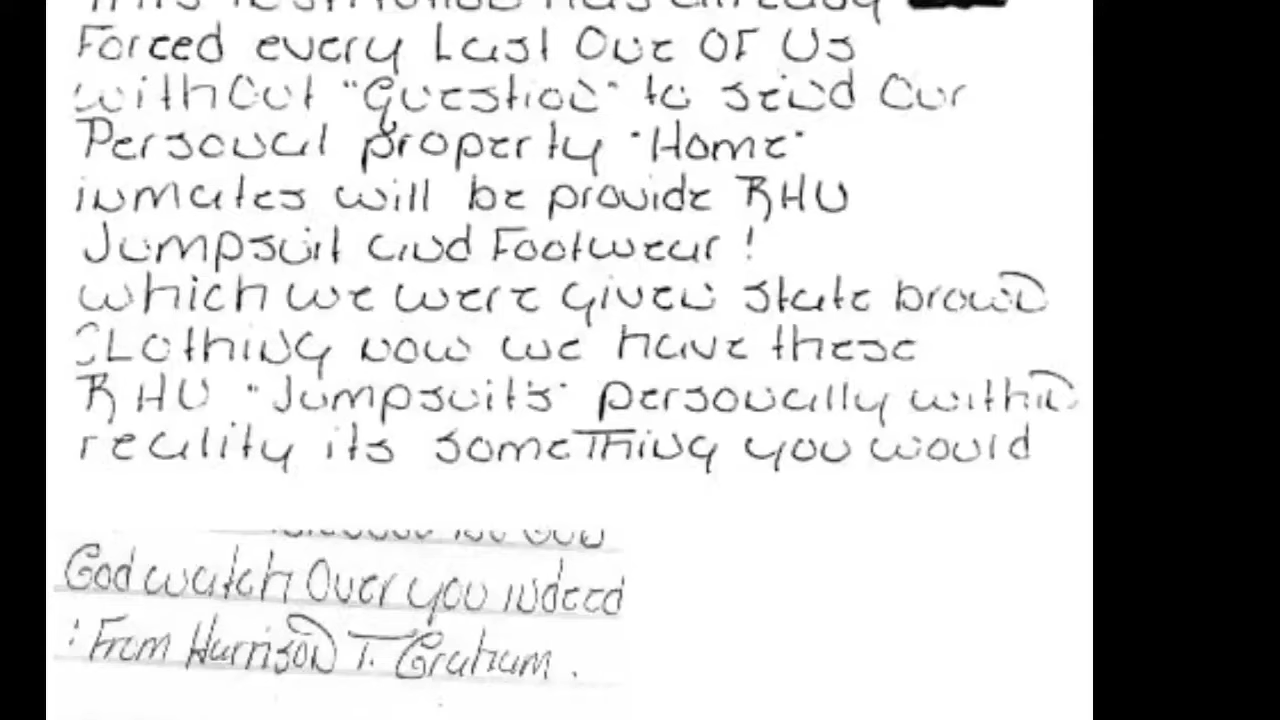 Forced every Last One OF Us
without "Question" to send Our
Personal property "Home"
inmates will be provide RHU
Jumpsuit and Footwear !
which we were given state brown
CLothing now we have these
RHU "Jumpsuit's" personally within
reality its someThing you would
God watch Over you indeed
: From Harrison T. Graham .